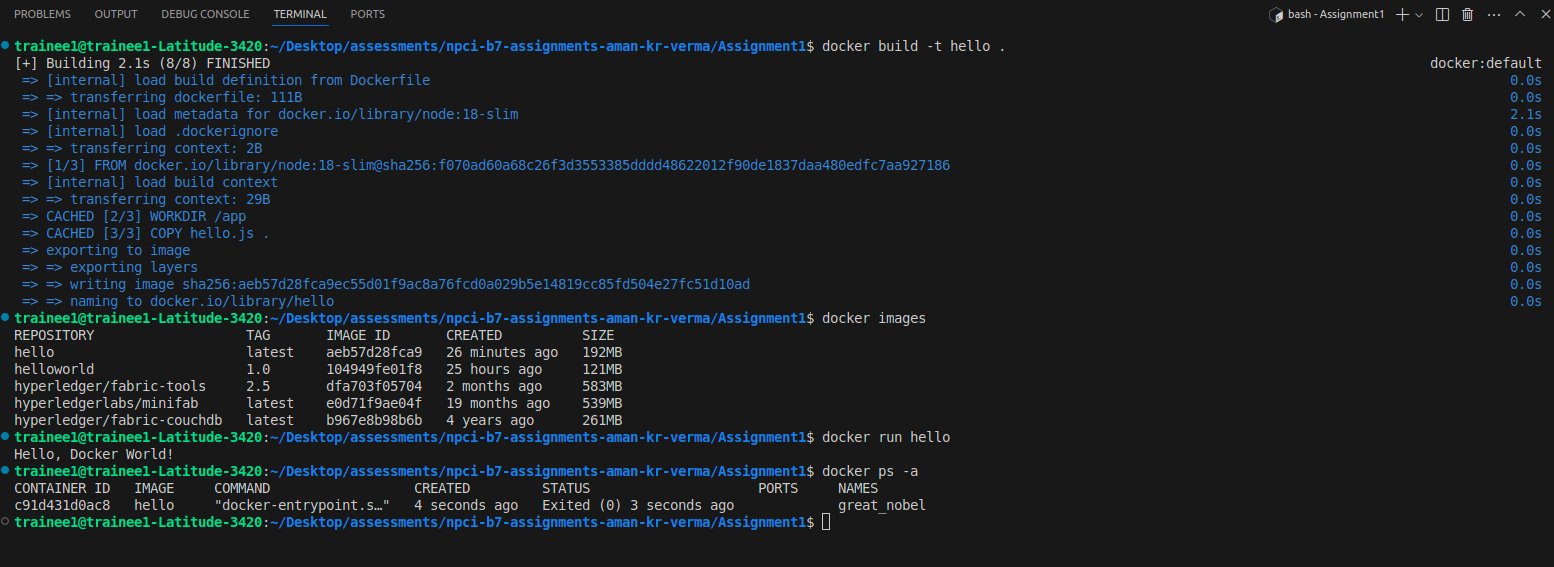 PROBLEMS OUTPUT DEBUG CONSOLE TERMINAL PORTS bash - Assignment1
trainee1@trainee1-Latitude-3420:~/Desktop/assessments/npci-b7-assignments-aman-kr-verma/Assignment1$ docker build -t hello .
[+] Building 2.1s (8/8) FINISHED docker:default
=> [internal] load build definition from Dockerfile 0.0s
=> => transferring dockerfile: 111B 0.0s
=> [internal] load metadata for docker.io/library/node:18-slim 2.1s
=> [internal] load .dockerignore 0.0s
=> => transferring context: 2B 0.0s
=> [1/3] FROM docker.io/library/node:18-slim@sha256:f070ad60a68c26f3d3553385dddd48622012f90de1837daa480edfc7aa927186 0.0s
=> [internal] load build context 0.0s
=> => transferring context: 29B 0.0s
=> CACHED [2/3] WORKDIR /app 0.0s
=> CACHED [3/3] COPY hello.js . 0.0s
=> exporting to image 0.0s
=> => exporting layers 0.0s
=> => writing image sha256:aeb57d28fca9ec55d01f9ac8a76fcd0a029b5e14819cc85fd504e27fc51d10ad 0.0s
=> => naming to docker.io/library/hello 0.0s
trainee1@trainee1-Latitude-3420:~/Desktop/assessments/npci-b7-assignments-aman-kr-verma/Assignment1$ docker images
REPOSITORY TAG IMAGE ID CREATED SIZE
hello latest aeb57d28fca9 26 minutes ago 192MB
helloworld 1.0 104949fe01f8 25 hours ago 121MB
hyperledger/fabric-tools 2.5 dfa703f05704 2 months ago 583MB
hyperledgerlabs/minifab latest e0d71f9ae04f 19 months ago 539MB
hyperledger/fabric-couchdb latest b967e8b98b6b 4 years ago 261MB
trainee1@trainee1-Latitude-3420:~/Desktop/assessments/npci-b7-assignments-aman-kr-verma/Assignment1$ docker run hello
Hello, Docker World!
trainee1@trainee1-Latitude-3420:~/Desktop/assessments/npci-b7-assignments-aman-kr-verma/Assignment1$ docker ps -a
CONTAINER ID IMAGE COMMAND CREATED STATUS PORTS NAMES
c91d431d0ac8 hello "docker-entrypoint.s…" 4 seconds ago Exited (0) 3 seconds ago great_nobel
trainee1@trainee1-Latitude-3420:~/Desktop/assessments/npci-b7-assignments-aman-kr-verma/Assignment1$